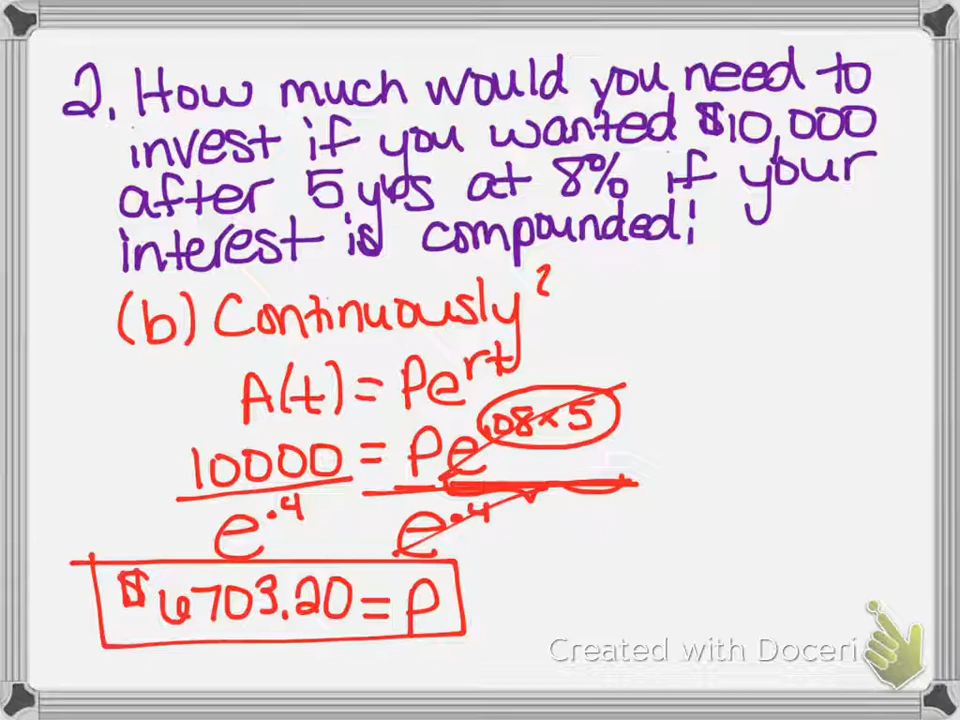 2. How much would you need to
invest if you wanted $10,000
after 5 yrs at 8% if your
interest is compounded:
(b) Continuously?
A(t) = Pe^rt
10000 = Pe^.08×5
e^.4 e^.4
$6703.20 = P
Created with Doceri